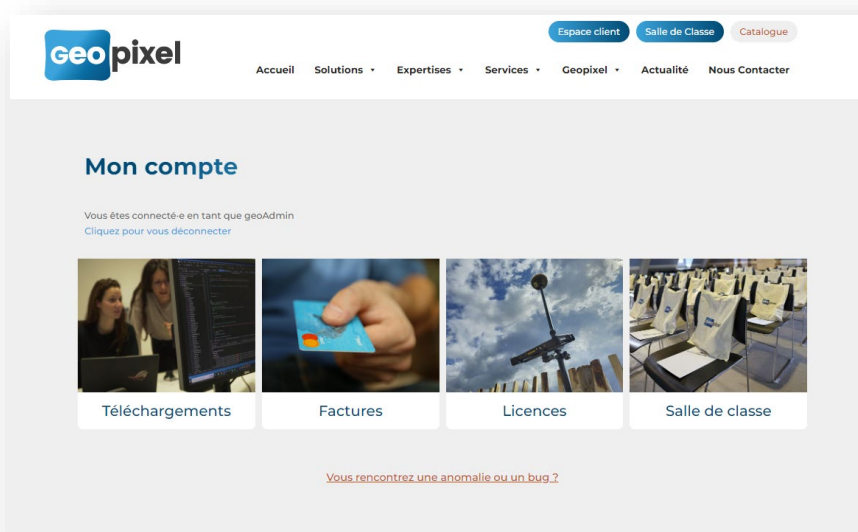 Espace client Salle de Classe Catalogue
Geopixel
Accueil Solutions Expertises Services Geopixel Actualité Nous Contacter
Mon compte
Vous êtes connecté·e en tant que geoAdmin
Cliquez pour vous déconnecter
Téléchargements Factures Licences Salle de classe
Vous rencontrez une anomalie ou un bug ?